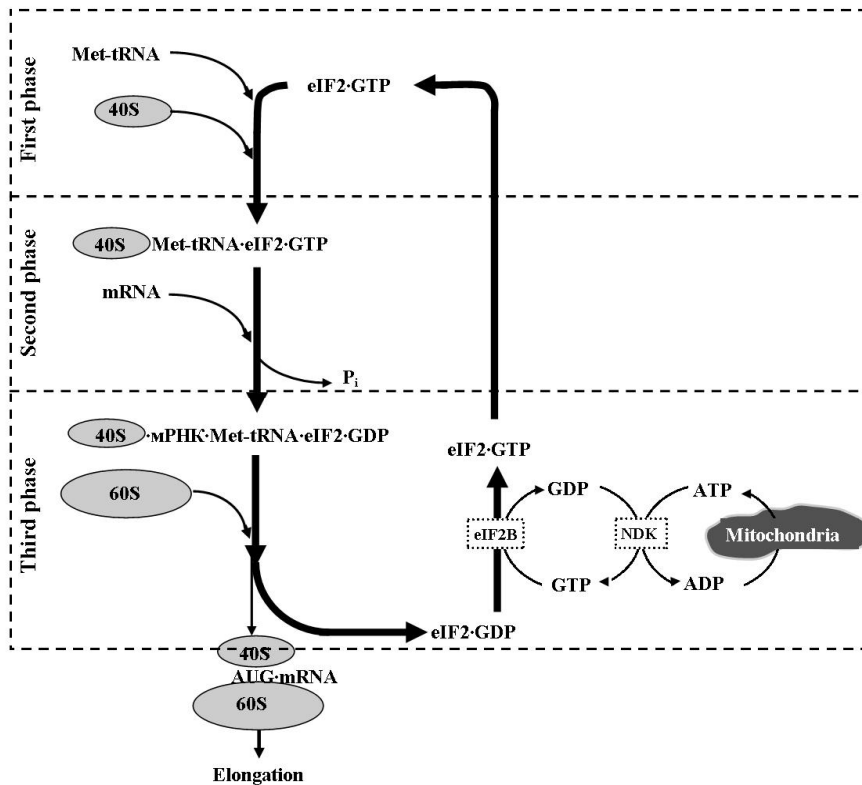 First phase
Met-tRNA
eIF2·GTP
40S
Second phase
40S
Met-tRNA·eIF2·GTP
mRNA
Pi
Third phase
40S
·мРНК·Met-tRNA·eIF2·GDP
60S
eIF2·GTP
GDP
ATP
eIF2B
NDK
Mitochondria
GTP
ADP
eIF2·GDP
40S
AUG·mRNA
60S
Elongation